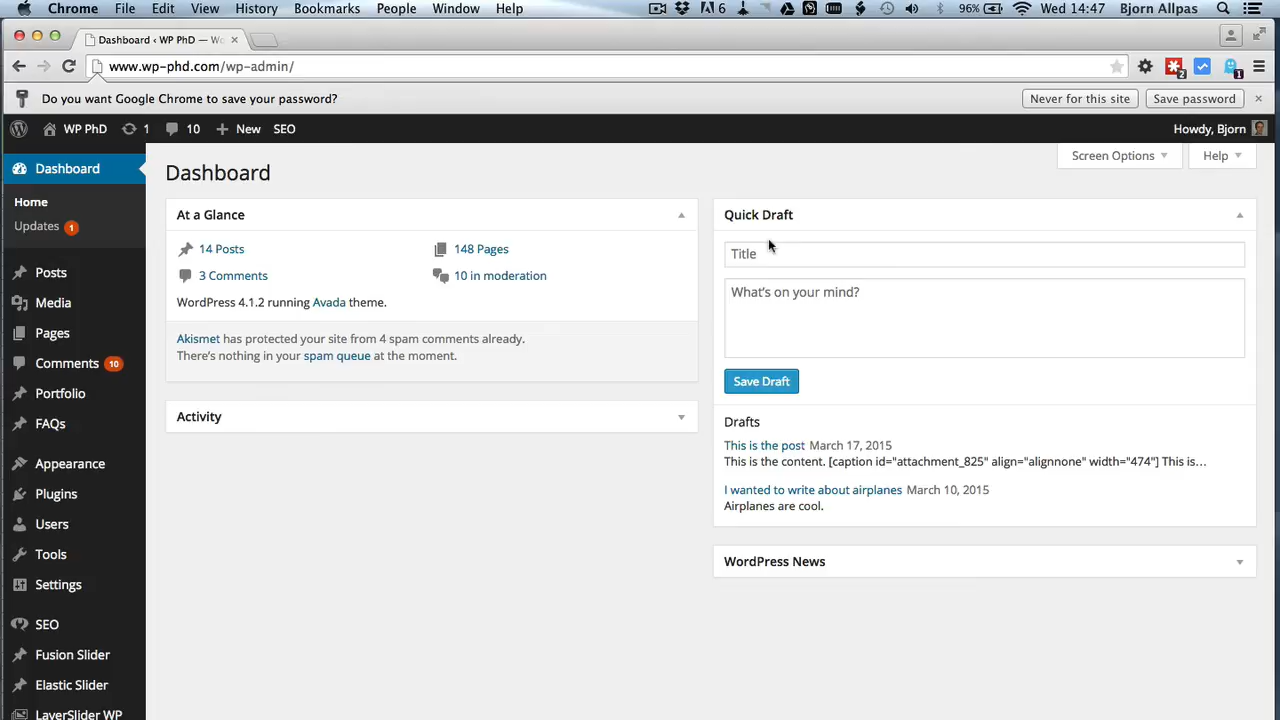 Chrome File Edit View History Bookmarks People Window Help 6 96% Wed 14:47 Bjorn Allpas
Dashboard ‹ WP PhD — Wo
www.wp-phd.com/wp-admin/ 2 1
Do you want Google Chrome to save your password? Never for this site Save password
WP PhD 1 10 New SEO Howdy, Bjorn
Dashboard
Home
Updates 1
Posts
Media
Pages
Comments 10
Portfolio
FAQs
Appearance
Plugins
Users
Tools
Settings
SEO
Fusion Slider
Elastic Slider
LayerSlider WP
Screen Options Help
Dashboard
At a Glance
14 Posts 148 Pages
3 Comments 10 in moderation
WordPress 4.1.2 running Avada theme.
Akismet has protected your site from 4 spam comments already.
There's nothing in your spam queue at the moment.
Activity
Quick Draft
Title
What's on your mind?
Save Draft
Drafts
This is the post March 17, 2015
This is the content. [caption id="attachment_825" align="alignnone" width="474"] This is…
I wanted to write about airplanes March 10, 2015
Airplanes are cool.
WordPress News